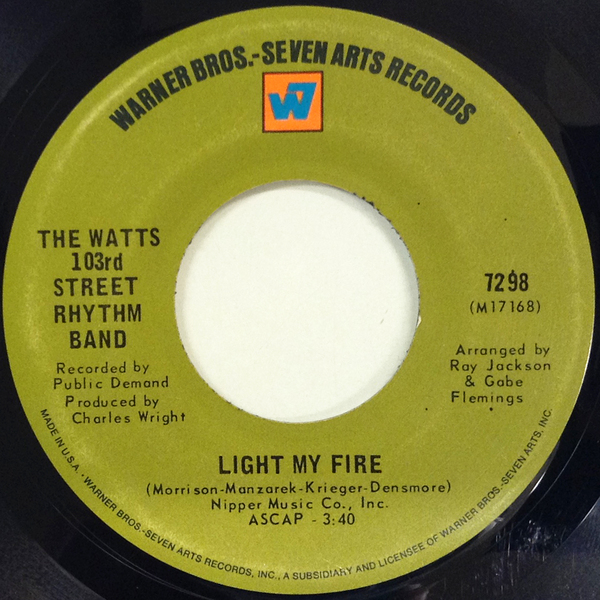 WARNER BROS.-SEVEN ARTS RECORDS
W7
THE WATTS
103rd
STREET
RHYTHM
BAND
Recorded by
Public Demand
Produced by
Charles Wright
7298
(M17168)
Arranged by
Ray Jackson
& Gabe
Flemings
LIGHT MY FIRE
(Morrison-Manzarek-Krieger-Densmore)
Nipper Music Co., Inc.
ASCAP - 3:40
MADE IN U.S.A. · WARNER BROS.-SEVEN ARTS RECORDS, INC., A SUBSIDIARY AND LICENSEE OF WARNER BROS.-SEVEN ARTS, INC.